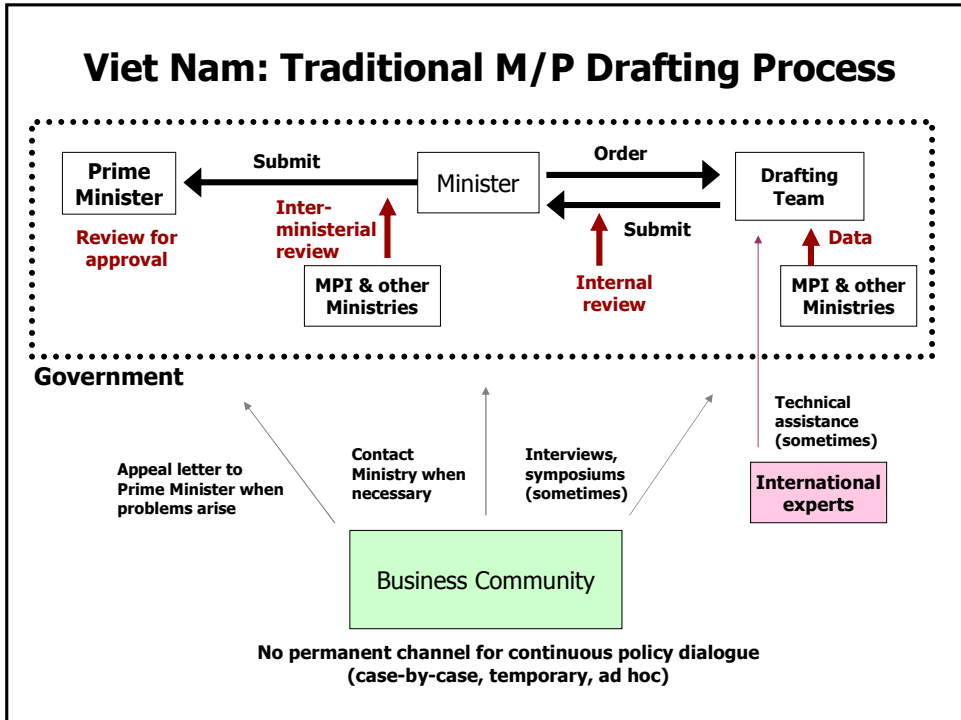 Viet Nam: Traditional M/P Drafting Process
Prime
Minister
Submit
Minister
Order
Submit
Drafting
Team
Review for
approval
Inter-
ministerial
review
MPI & other
Ministries
Internal
review
Data
MPI & other
Ministries
Government
Appeal letter to
Prime Minister when
problems arise
Contact
Ministry when
necessary
Interviews,
symposiums
(sometimes)
Technical
assistance
(sometimes)
International
experts
Business Community
No permanent channel for continuous policy dialogue
(case-by-case, temporary, ad hoc)